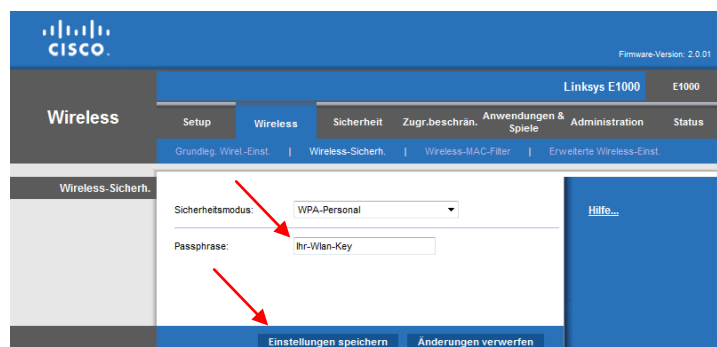 CISCO.
Firmware-Version: 2.0.01
Linksys E1000 E1000
Wireless
Setup Wireless Sicherheit Zugr.beschrän. Anwendungen & Spiele Administration Status
Grundleg. Wirel.-Einst. | Wireless-Sicherh. | Wireless-MAC-Filter | Erweiterte Wireless-Einst.
Wireless-Sicherh.
Sicherheitsmodus: WPA-Personal
Hilfe...
Passphrase: Ihr-Wlan-Key
Einstellungen speichern Änderungen verwerfen